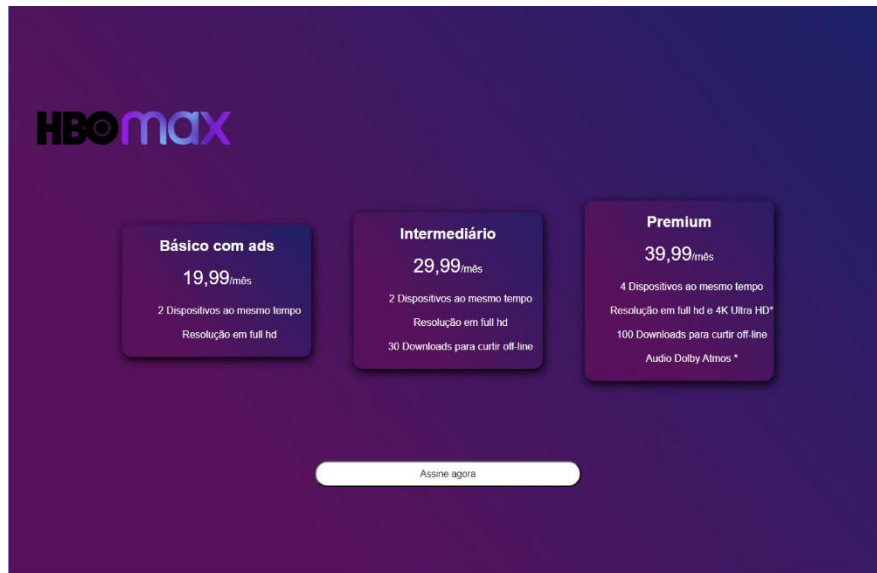 HBOmax
Básico com ads
19,99/mês
2 Dispositivos ao mesmo tempo
Resolução em full hd
Intermediário
29,99/mês
2 Dispositivos ao mesmo tempo
Resolução em full hd
30 Downloads para curtir off-line
Premium
39,99/mês
4 Dispositivos ao mesmo tempo
Resolução em full hd e 4K Ultra HD*
100 Downloads para curtir off-line
Audio Dolby Atmos *
Assine agora